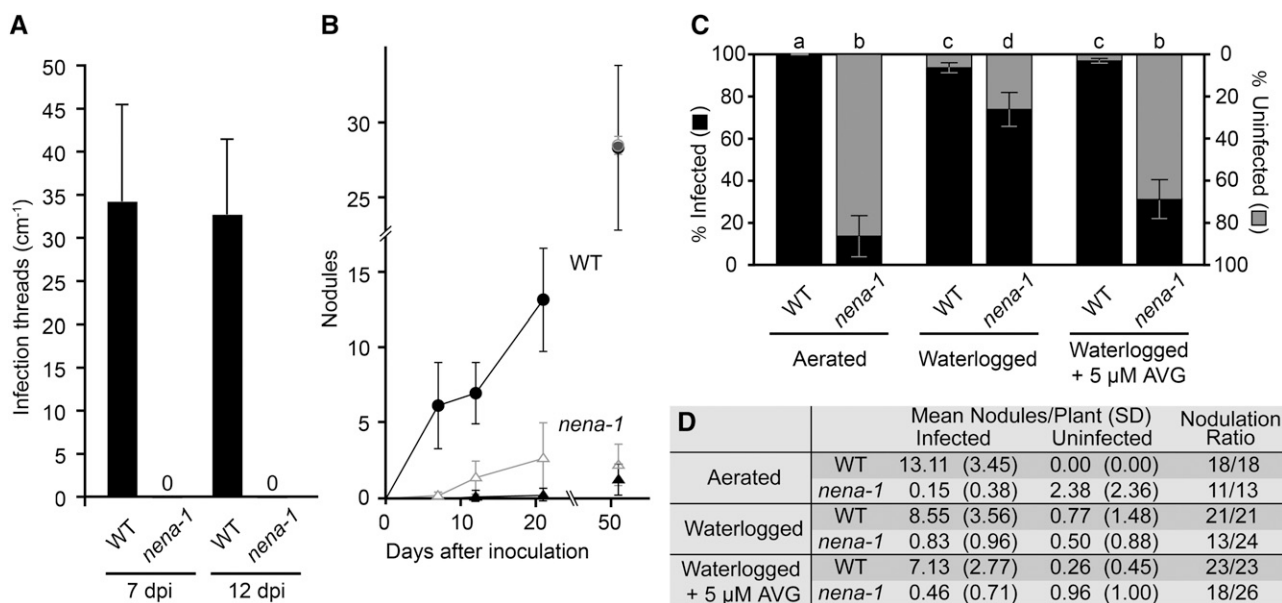 A
Infection threads (cm⁻¹)
50
45
40
35
30
25
20
15
10
5
0
0
0
WT
nena-1
WT
nena-1
7 dpi
12 dpi
B
Nodules
30
25
15
10
5
0
WT
nena-1
0
10
20
50
Days after inoculation
C
a b c d c b
% Infected (■)
100
80
60
40
20
0
% Uninfected (■)
0
20
40
60
80
100
WT
nena-1
WT
nena-1
WT
nena-1
Aerated
Waterlogged
Waterlogged
+ 5 µM AVG
D
Mean Nodules/Plant (SD) Nodulation
Infected Uninfected Ratio
Aerated
WT 13.11 (3.45) 0.00 (0.00) 18/18
nena-1 0.15 (0.38) 2.38 (2.36) 11/13
Waterlogged
WT 8.55 (3.56) 0.77 (1.48) 21/21
nena-1 0.83 (0.96) 0.50 (0.88) 13/24
Waterlogged
+ 5 µM AVG
WT 7.13 (2.77) 0.26 (0.45) 23/23
nena-1 0.46 (0.71) 0.96 (1.00) 18/26